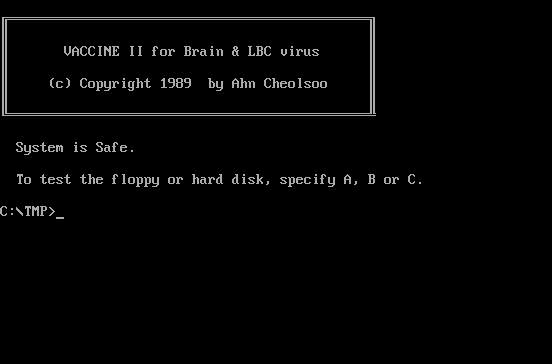 VACCINE II for Brain & LBC virus
(c) Copyright 1989  by Ahn Cheolsoo
System is Safe.
To test the floppy or hard disk, specify A, B or C.
C:\TMP>_